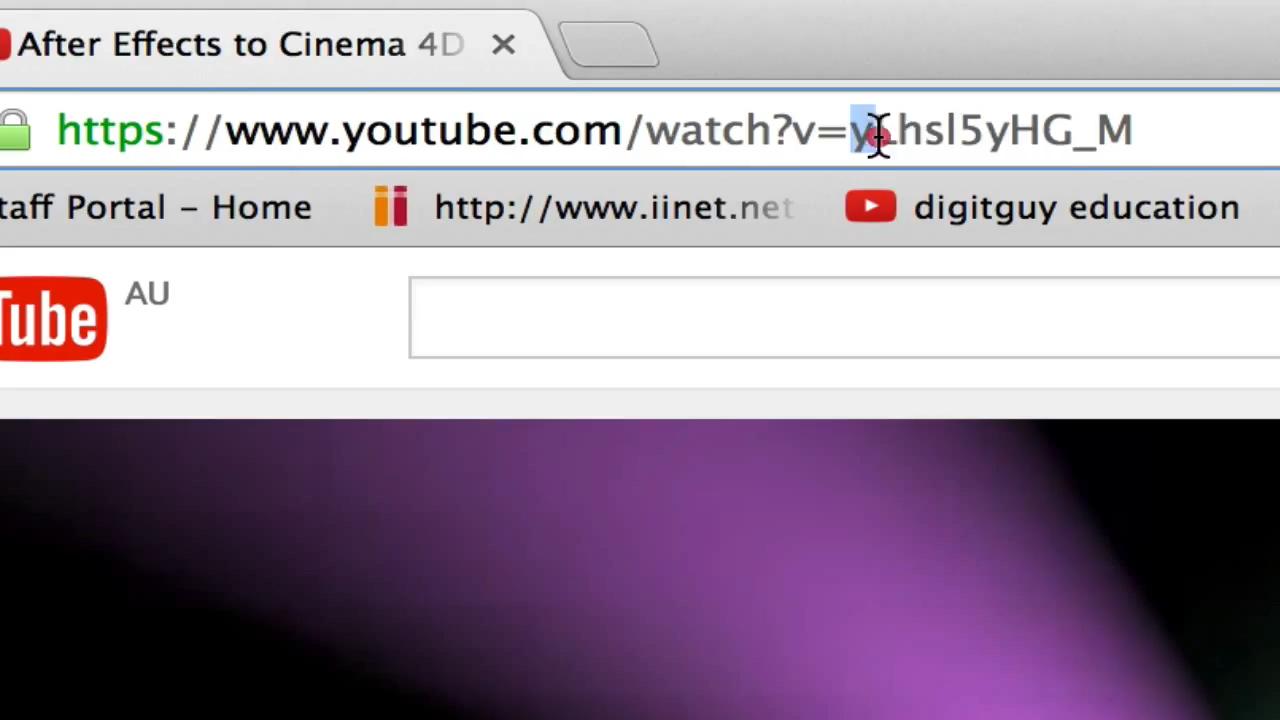 After Effects to Cinema 4D
https://www.youtube.com/watch?v=yLhsl5yHG_M
taff Portal – Home http://www.iinet.net digitguy education
Tube AU